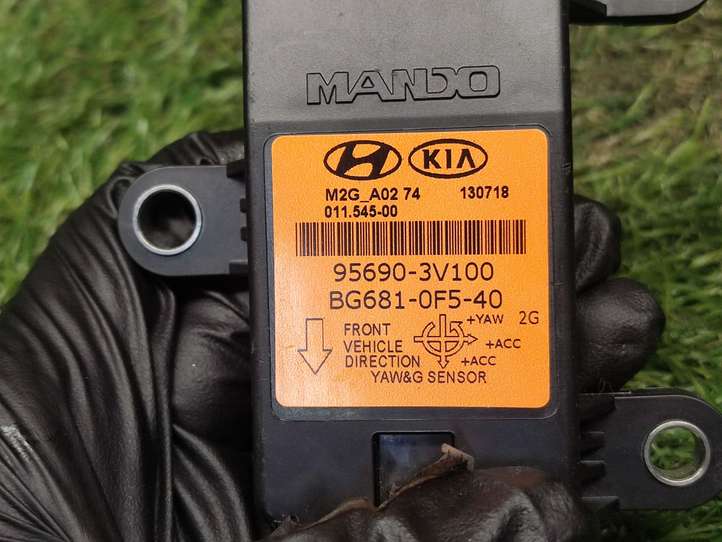 MANDO
HYUNDAI KIA
M2G_A02 74 130718
011.545-00
95690-3V100
BG681-0F5-40
FRONT
VEHICLE
DIRECTION
+YAW 2G
+ACC
+ACC
YAW&G SENSOR